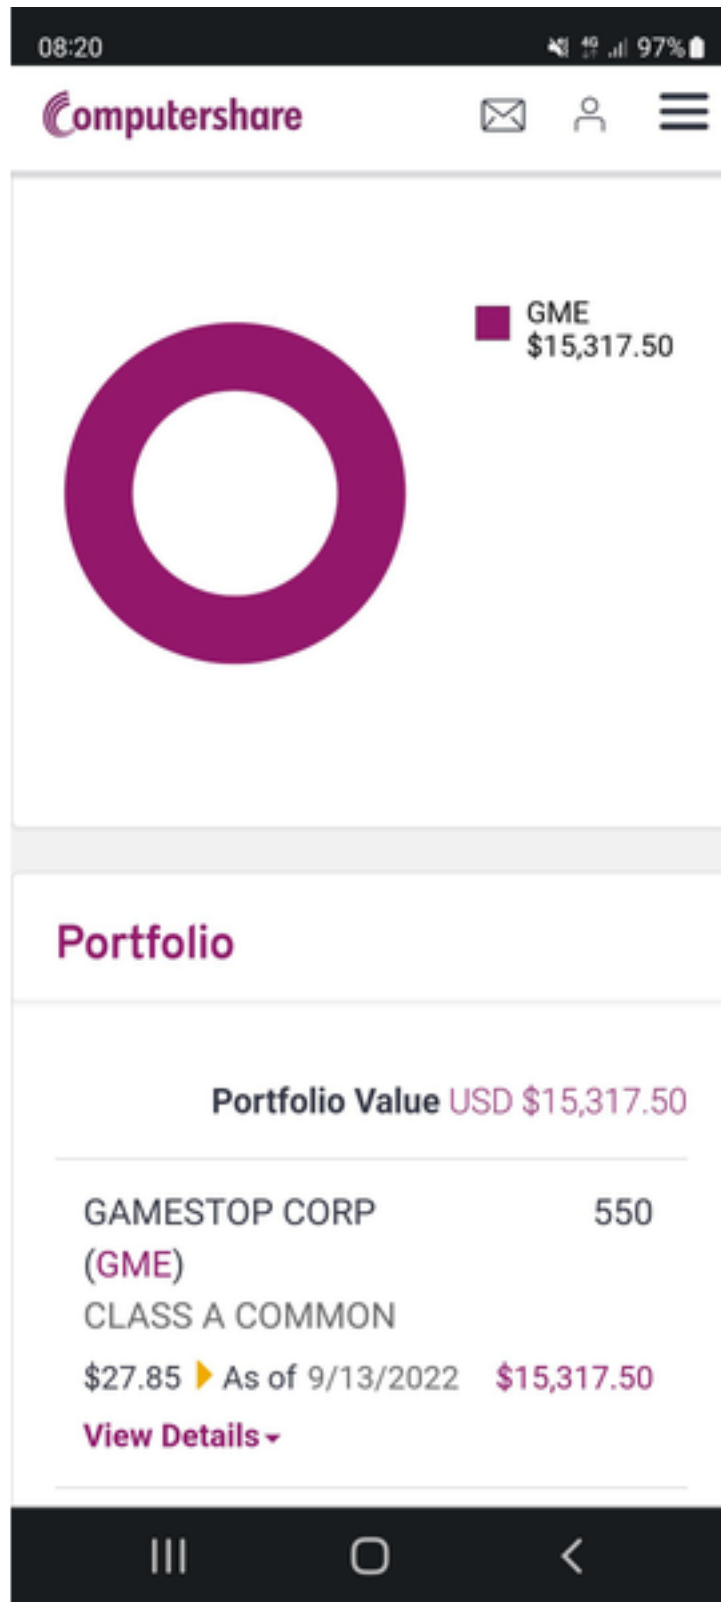 08:20 4G 97%
Computershare
GME
$15,317.50
Portfolio
Portfolio Value USD $15,317.50
GAMESTOP CORP 550
(GME)
CLASS A COMMON
$27.85 As of 9/13/2022 $15,317.50
View Details